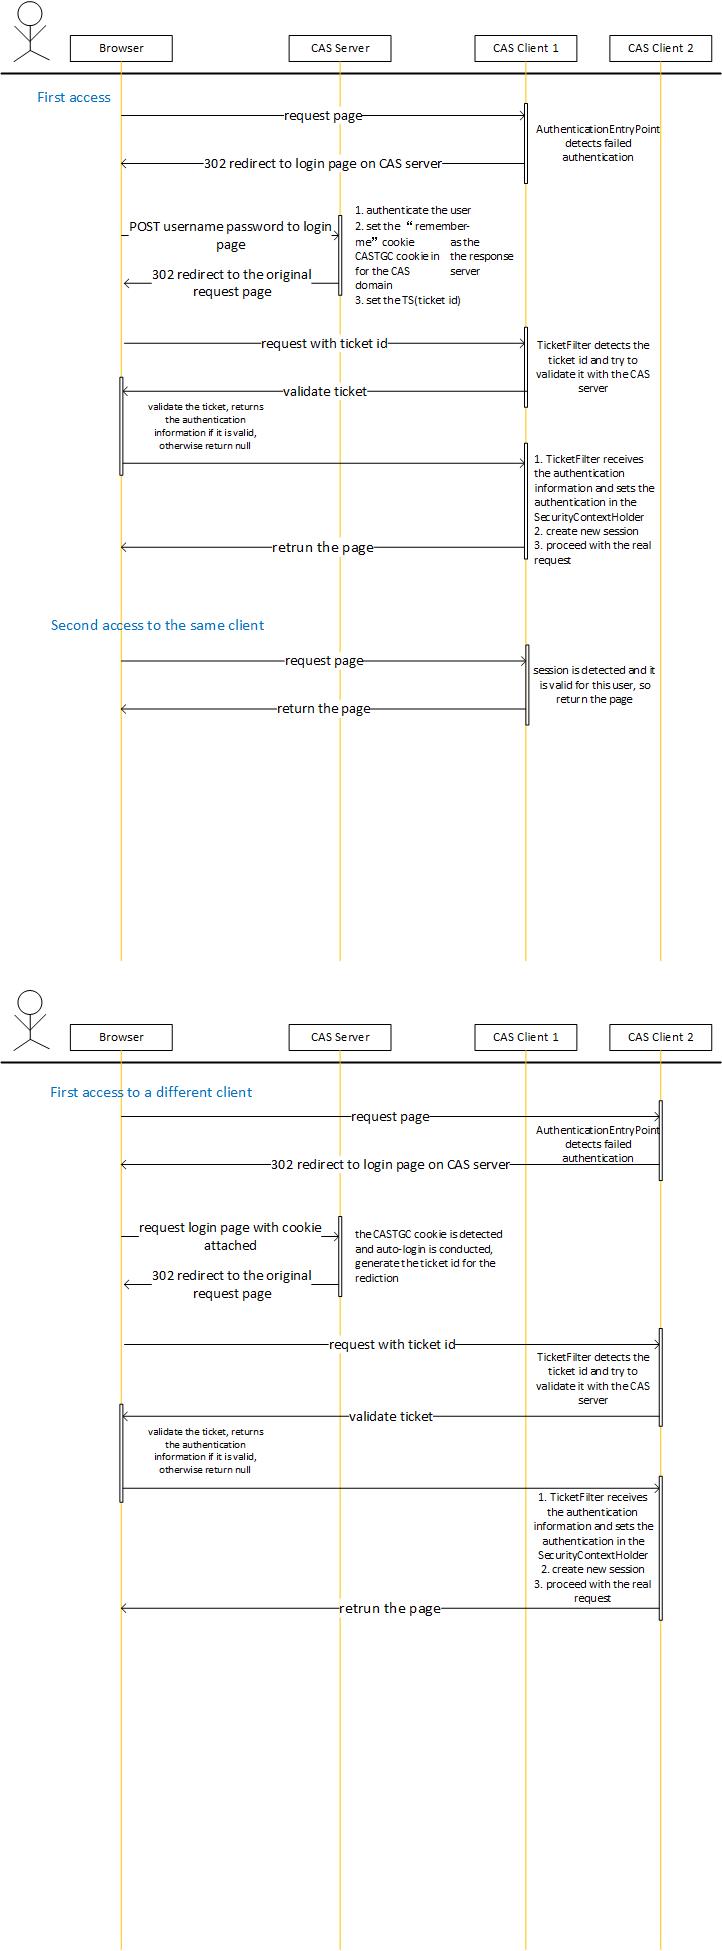 Browser
CAS Server
CAS Client 1
CAS Client 2
First access
request page
AuthenticationEntryPoint
detects failed
authentication
302 redirect to login page on CAS server
POST username password to login
page
1. authenticate the user
2. set the “remember-
me” cookie as the
CASTGC cookie in the response
for the CAS server
domain
3. set the TS(ticket id)
302 redirect to the original
request page
request with ticket id
TicketFilter detects the
ticket id and try to
validate it with the CAS
server
validate ticket
validate the ticket, returns
the authentication
information if it is valid,
otherwise return null
1. TicketFilter receives
the authentication
information and sets the
authentication in the
SecurityContextHolder
2. create new session
3. proceed with the real
request
retrun the page
Second access to the same client
request page
session is detected and it
is valid for this user, so
return the page
return the page
Browser
CAS Server
CAS Client 1
CAS Client 2
First access to a different client
request page
AuthenticationEntryPoint
detects failed
authentication
302 redirect to login page on CAS server
request login page with cookie
attached
the CASTGC cookie is detected
and auto-login is conducted,
generate the ticket id for the
rediction
302 redirect to the original
request page
request with ticket id
TicketFilter detects the
ticket id and try to
validate it with the CAS
server
validate ticket
validate the ticket, returns
the authentication
information if it is valid,
otherwise return null
1. TicketFilter receives
the authentication
information and sets the
authentication in the
SecurityContextHolder
2. create new session
3. proceed with the real
request
retrun the page